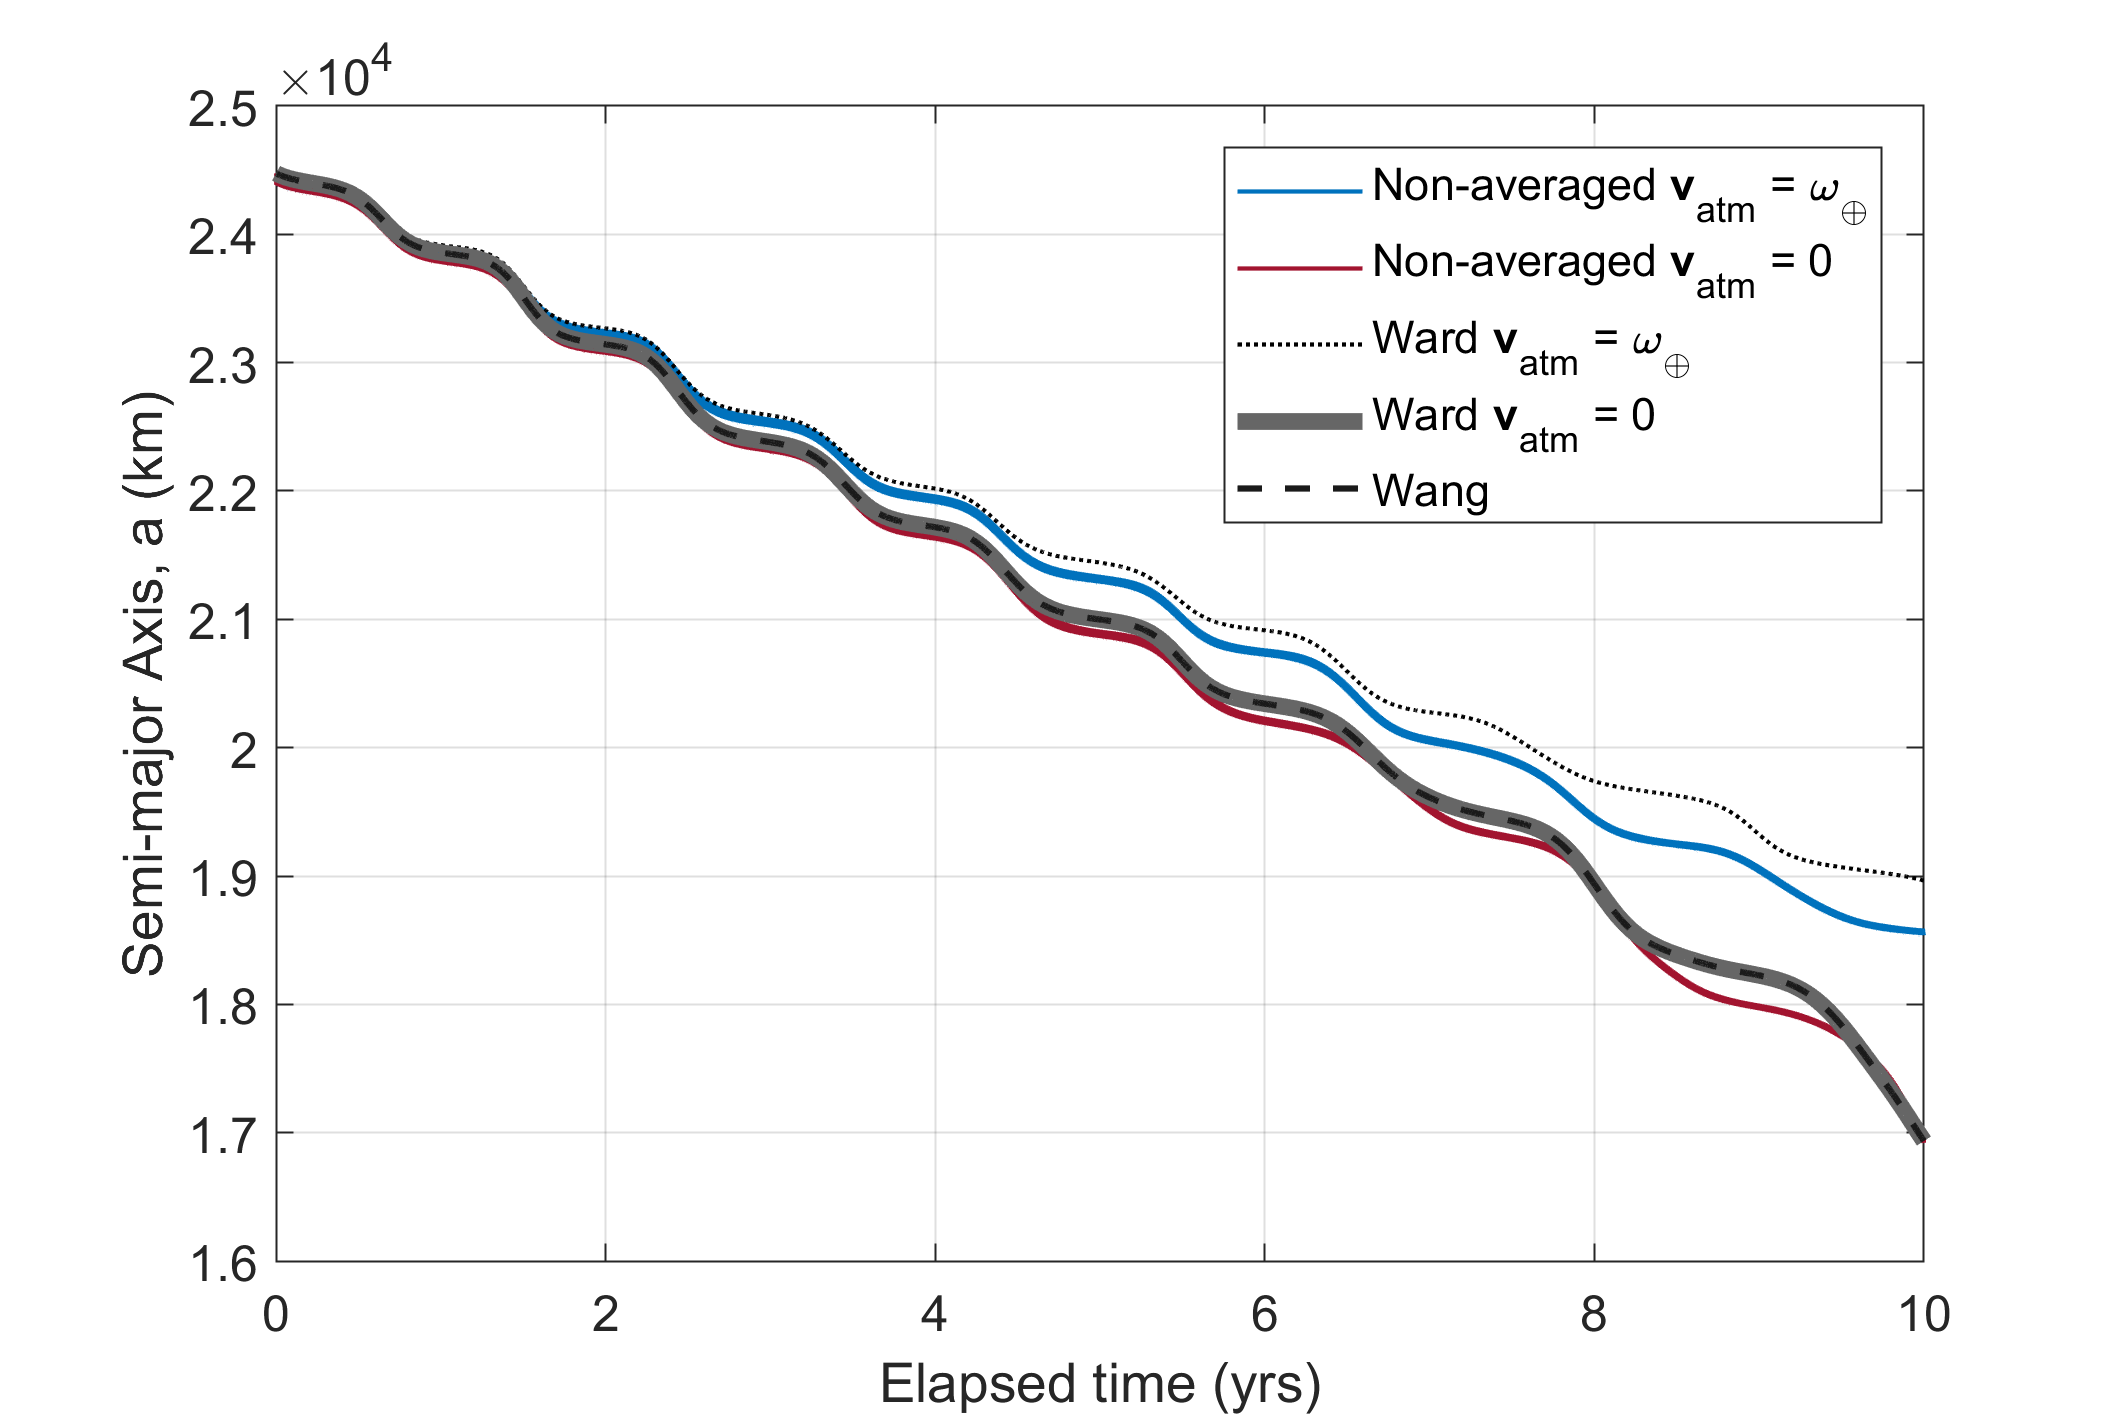 ×10⁴
2.5
2.4
2.3
2.2
2.1
2
1.9
1.8
1.7
1.6
Semi-major Axis, a (km)
0 2 4 6 8 10
Elapsed time (yrs)
Non-averaged v_atm = ω_⊕
Non-averaged v_atm = 0
Ward v_atm = ω_⊕
Ward v_atm = 0
Wang